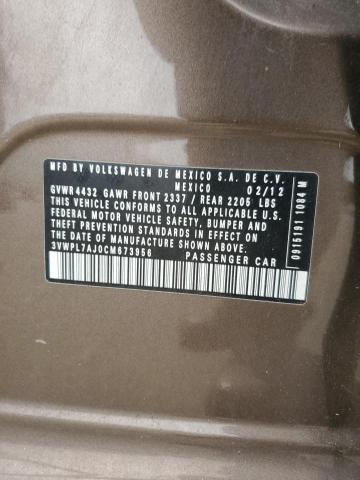 MFD BY VOLKSWAGEN DE MEXICO S.A. DE C.V.
MEXICO 02/12
GVWR 4432 GAWR FRONT 2337 / REAR 2205 LBS
THIS VEHICLE CONFORMS TO ALL APPLICABLE U.S.
FEDERAL MOTOR VEHICLE SAFETY, BUMPER AND
THEFT PREVENTION STANDARDS IN EFFECT ON
THE DATE OF MANUFACTURE SHOWN ABOVE
3VWPL7AJ0CM673956 PASSENGER CAR
0915191 1084 M